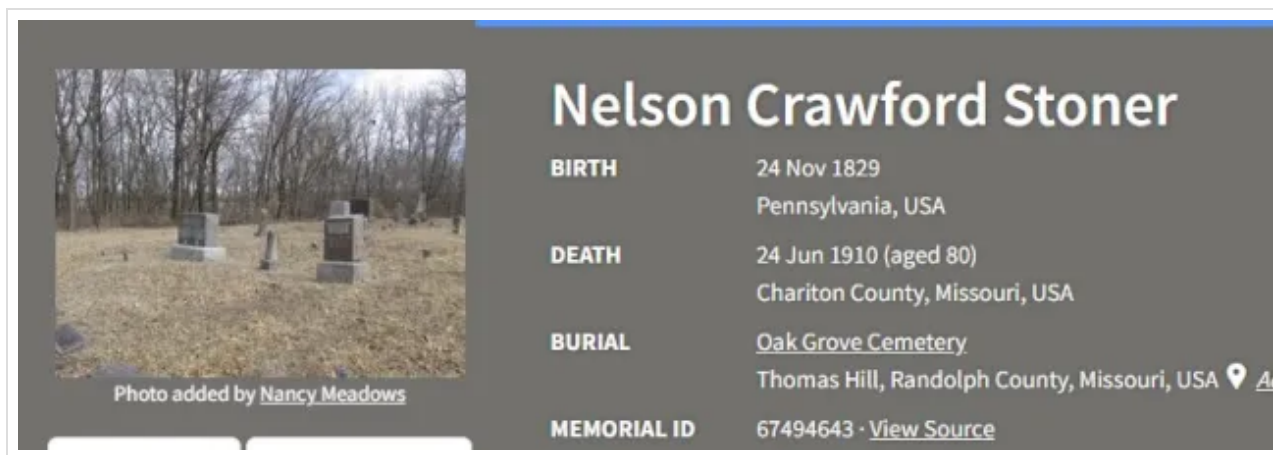 Nelson Crawford Stoner
BIRTH 24 Nov 1829
Pennsylvania, USA
DEATH 24 Jun 1910 (aged 80)
Chariton County, Missouri, USA
BURIAL Oak Grove Cemetery
Thomas Hill, Randolph County, Missouri, USA
MEMORIAL ID 67494643 · View Source
Photo added by Nancy Meadows